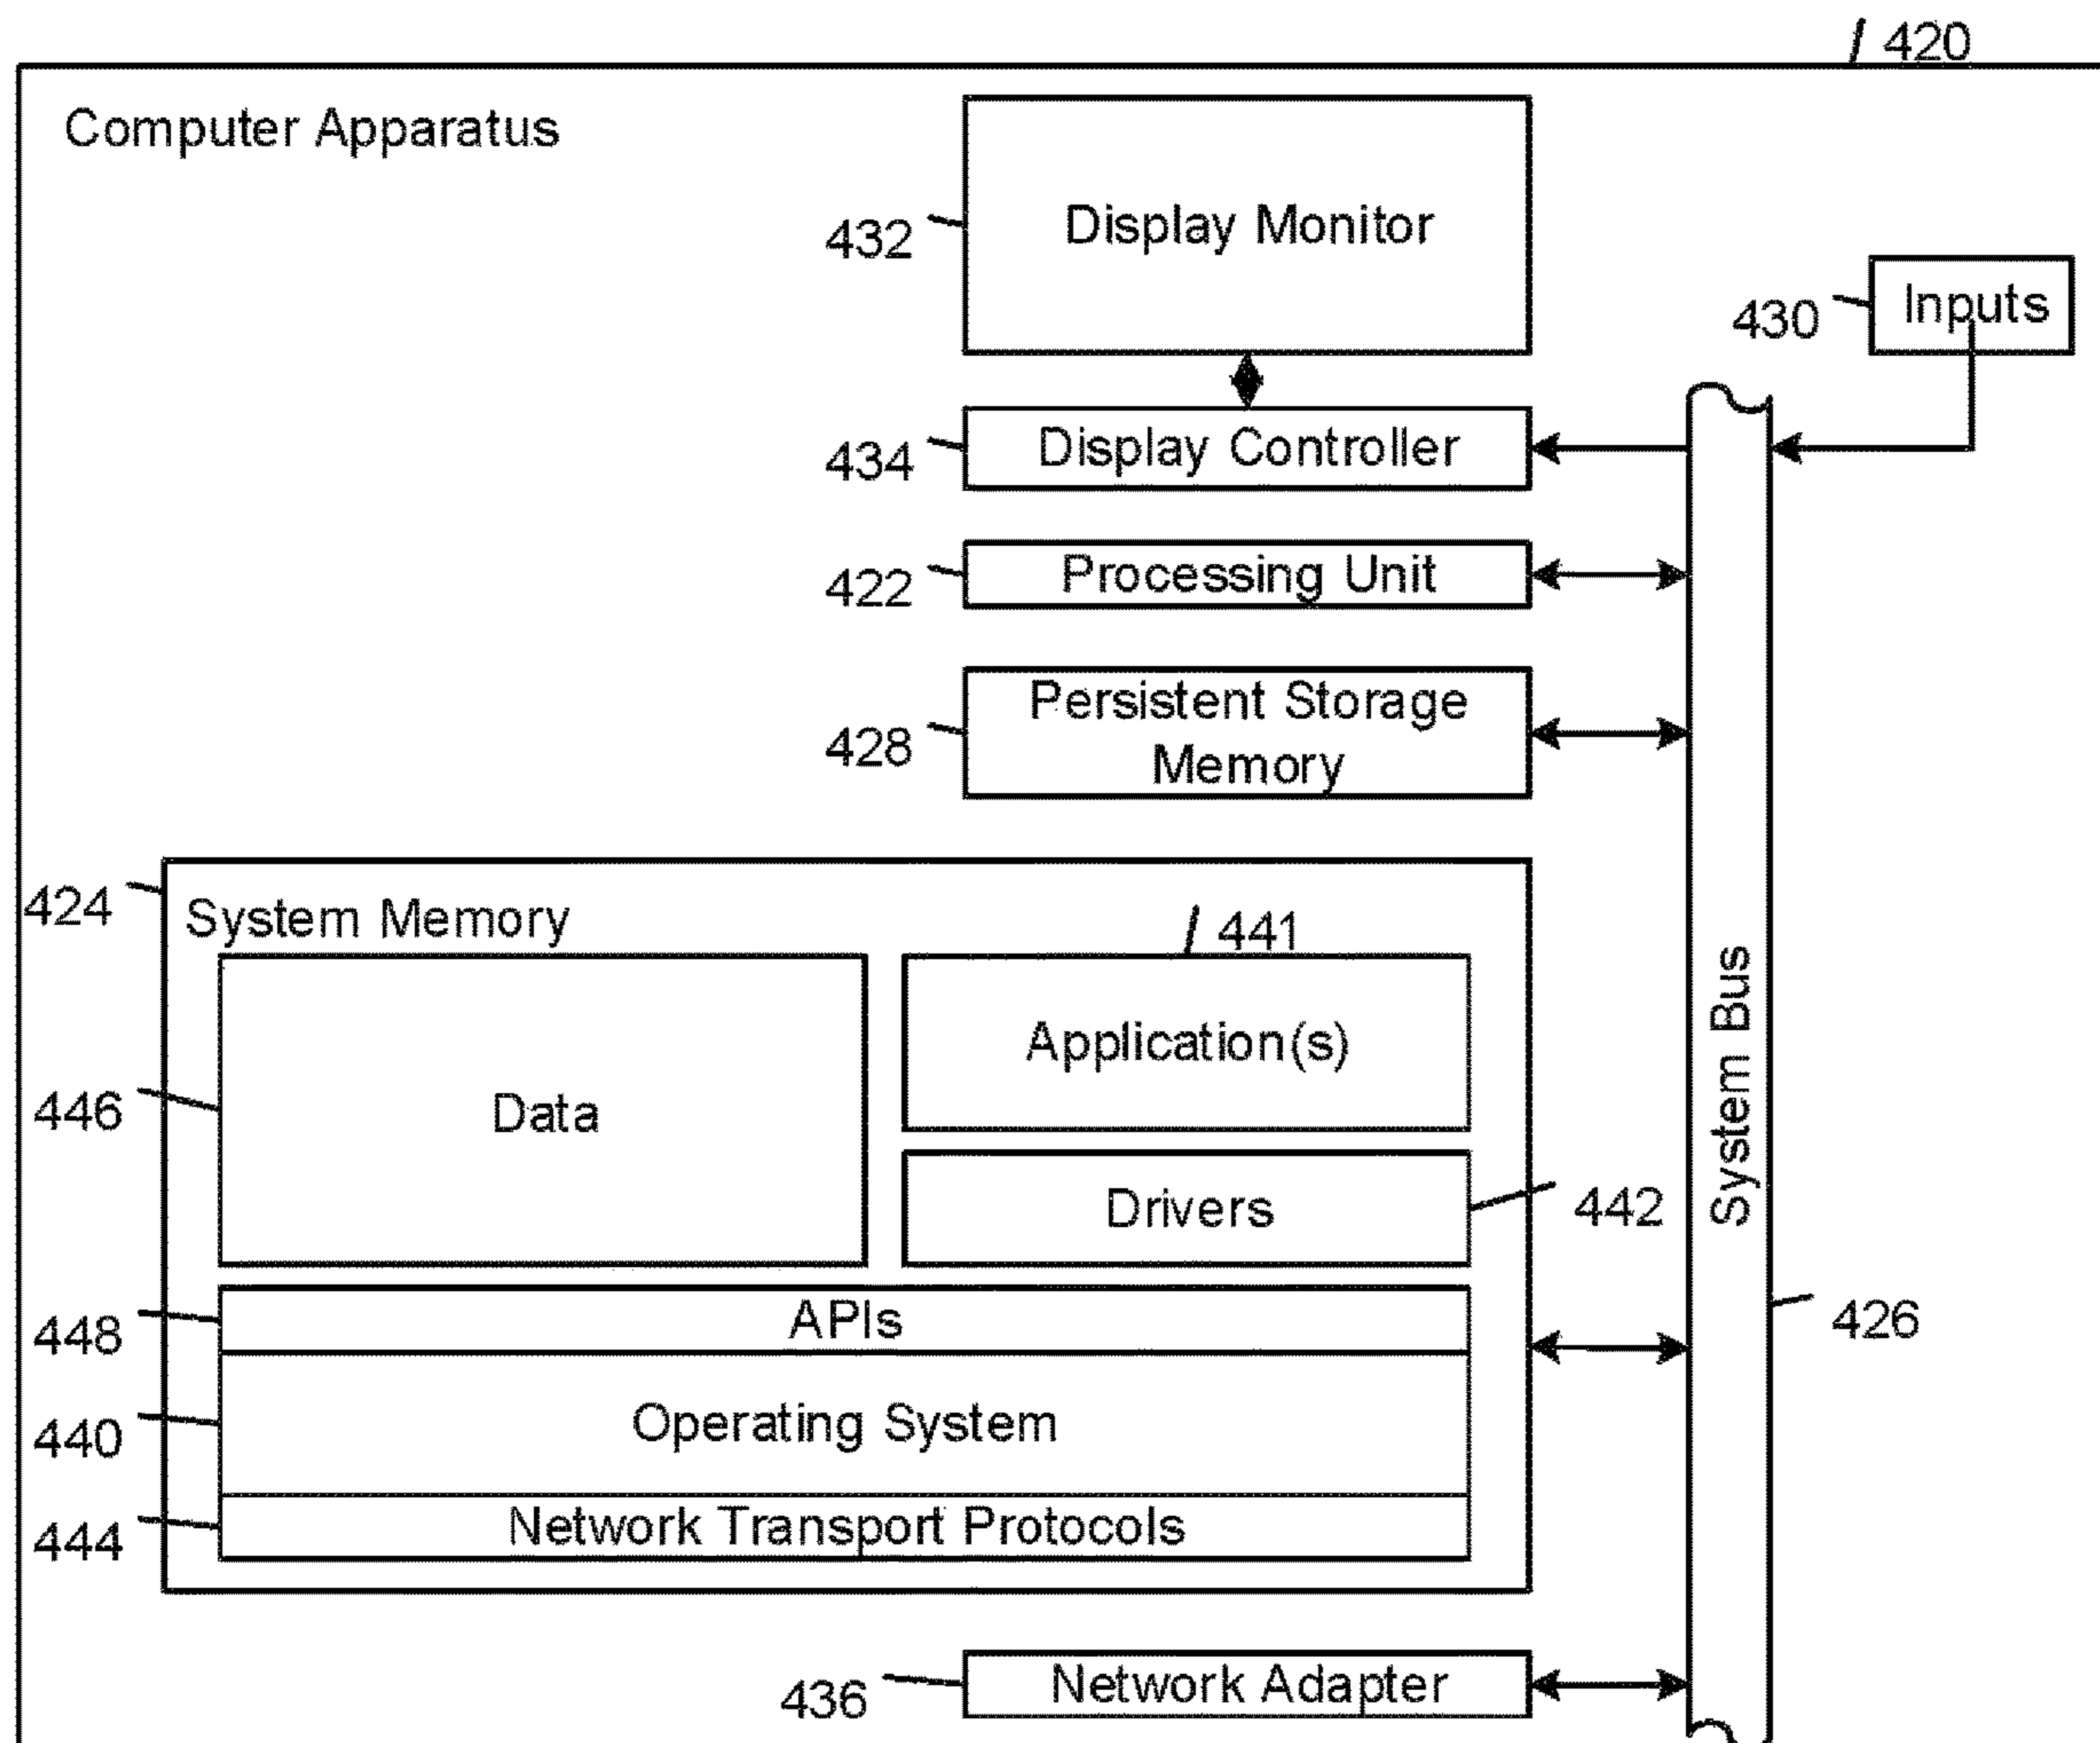 420
Computer Apparatus
Display Monitor
432
Inputs
430
Display Controller
434
Processing Unit
422
Persistent Storage
Memory
428
424
System Memory
441
Application(s)
446
Data
System Bus
Drivers
442
APIs
448
426
Operating System
440
Network Transport Protocols
444
Network Adapter
436